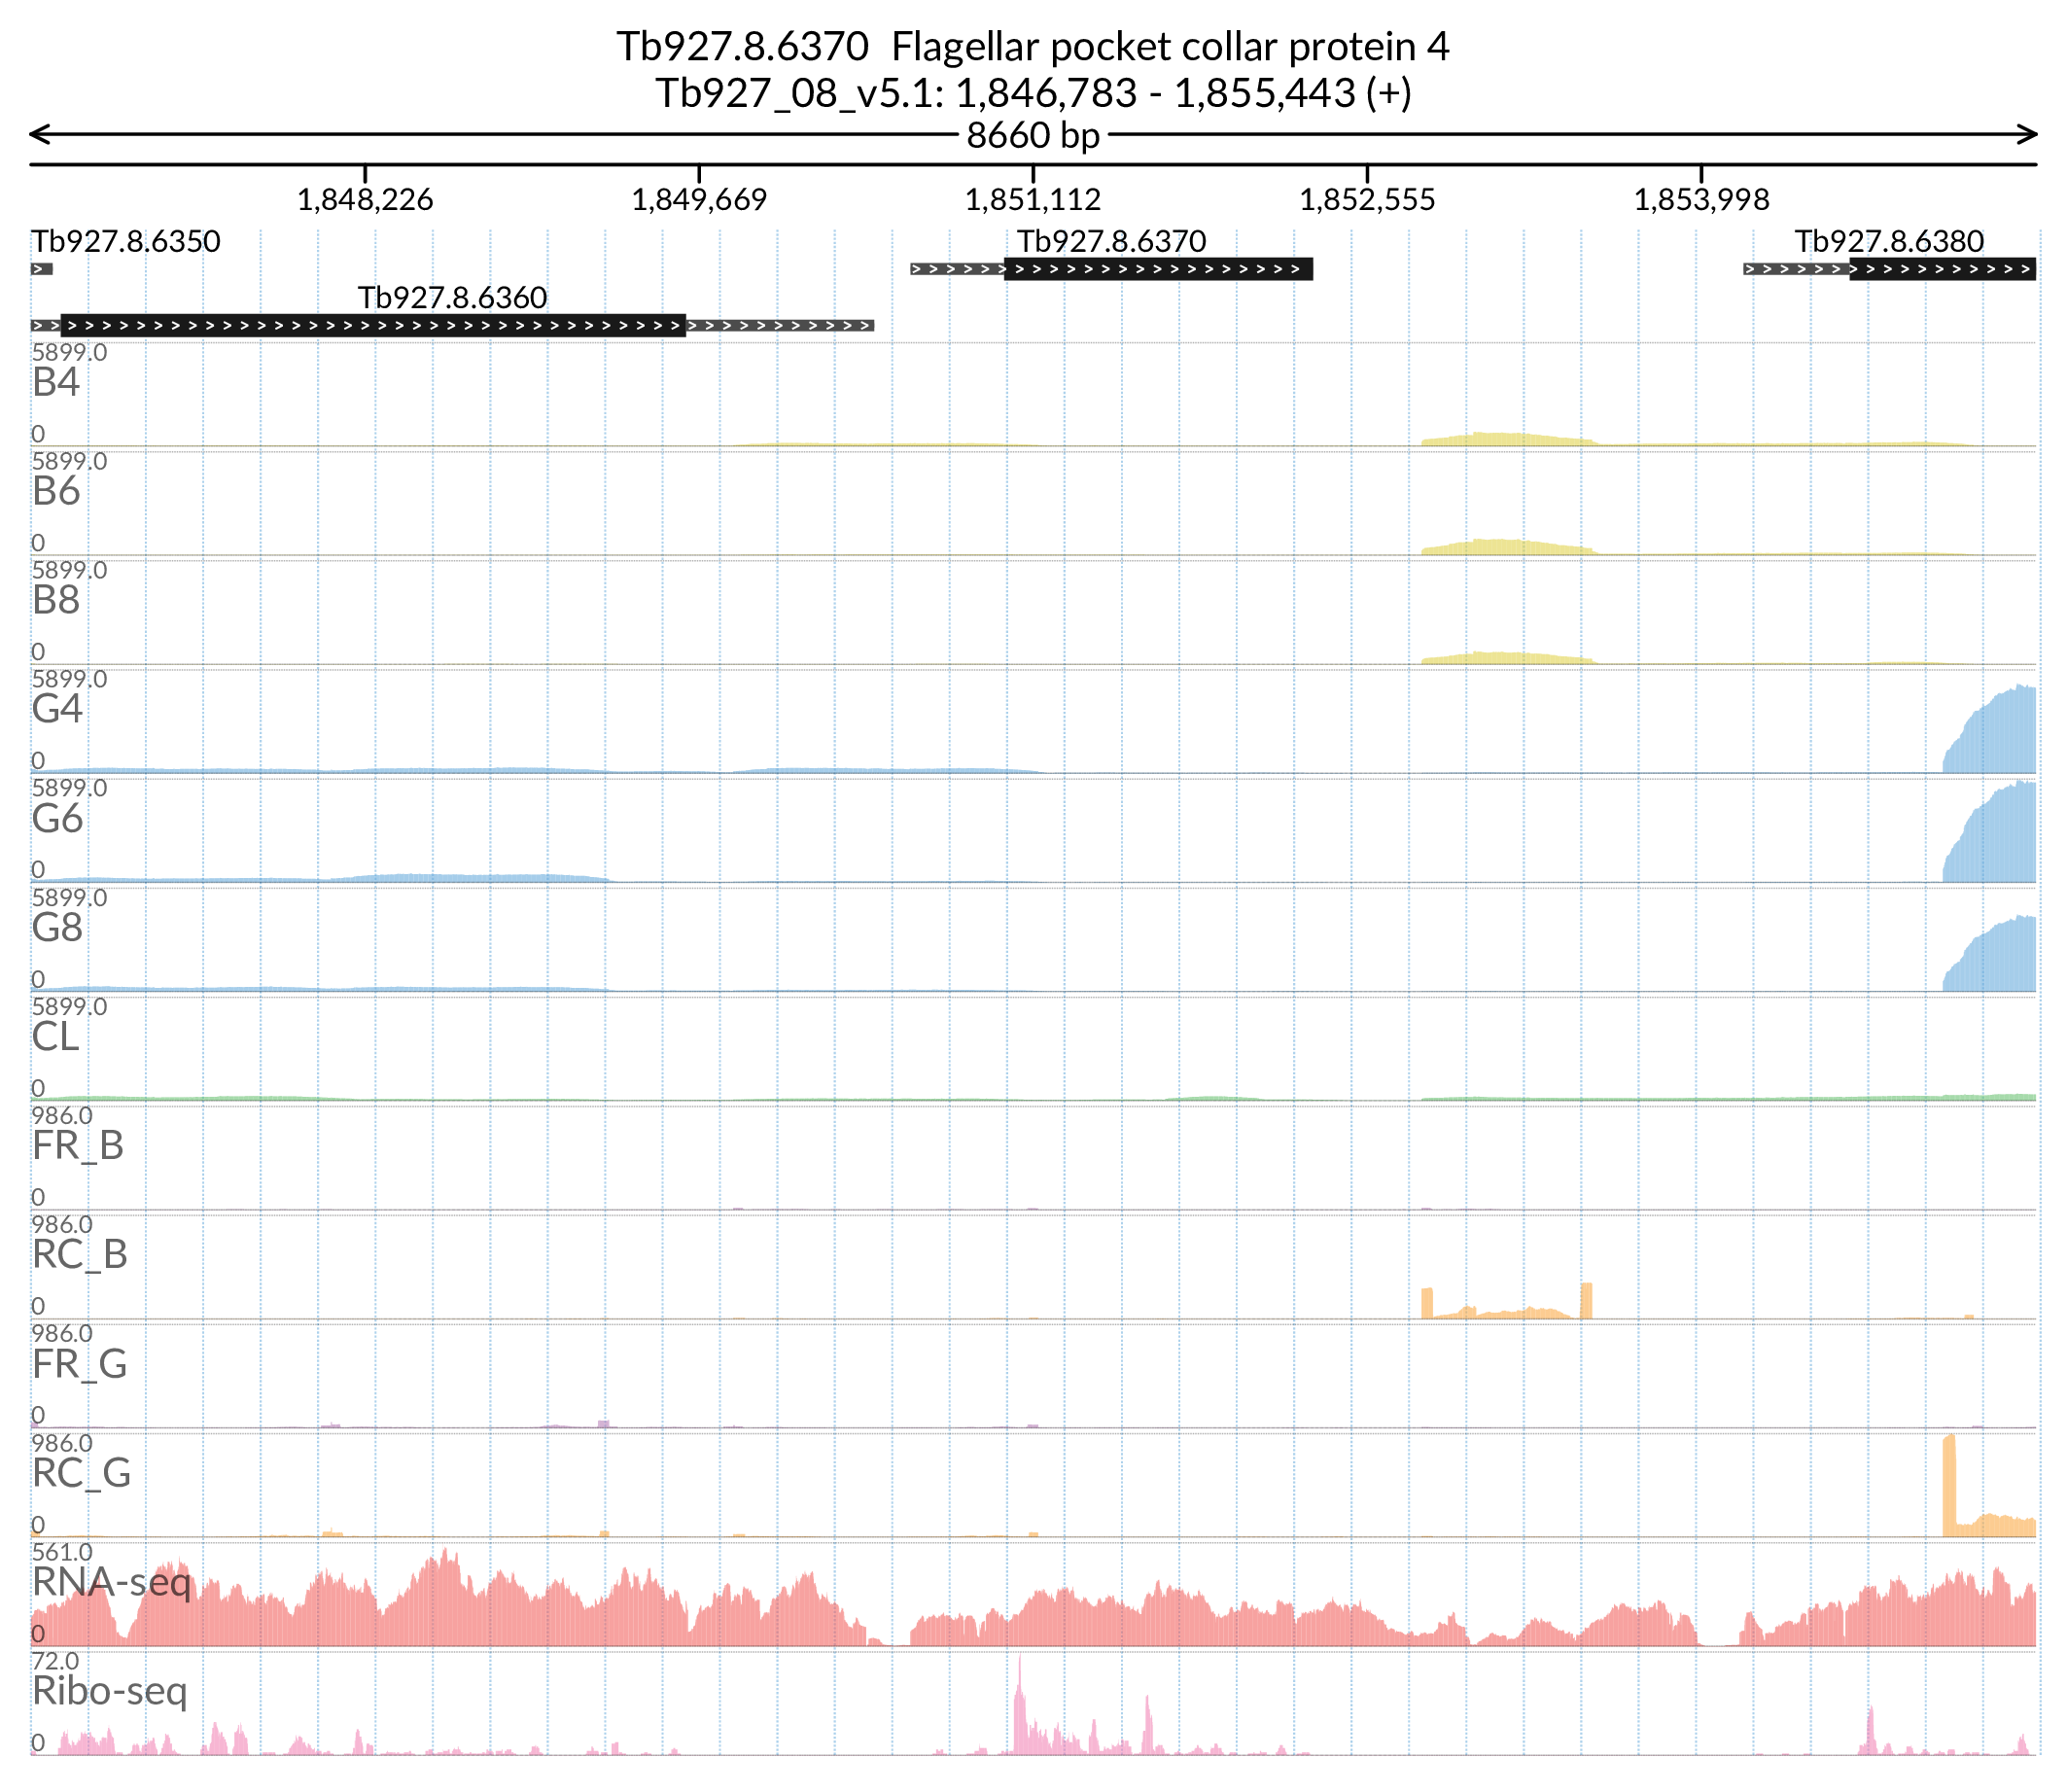 Tb927.8.6370  Flagellar pocket collar protein 4
Tb927_08_v5.1: 1,846,783 - 1,855,443 (+)
8660 bp
1,848,226 1,849,669 1,851,112 1,852,555 1,853,998
Tb927.8.6350 Tb927.8.6370 Tb927.8.6380
Tb927.8.6360
5899.0
B4
0
5899.0
B6
0
5899.0
B8
0
5899.0
G4
0
5899.0
G6
0
5899.0
G8
0
5899.0
CL
0
986.0
FR_B
0
986.0
RC_B
0
986.0
FR_G
0
986.0
RC_G
0
561.0
RNA-seq
0
72.0
Ribo-seq
0